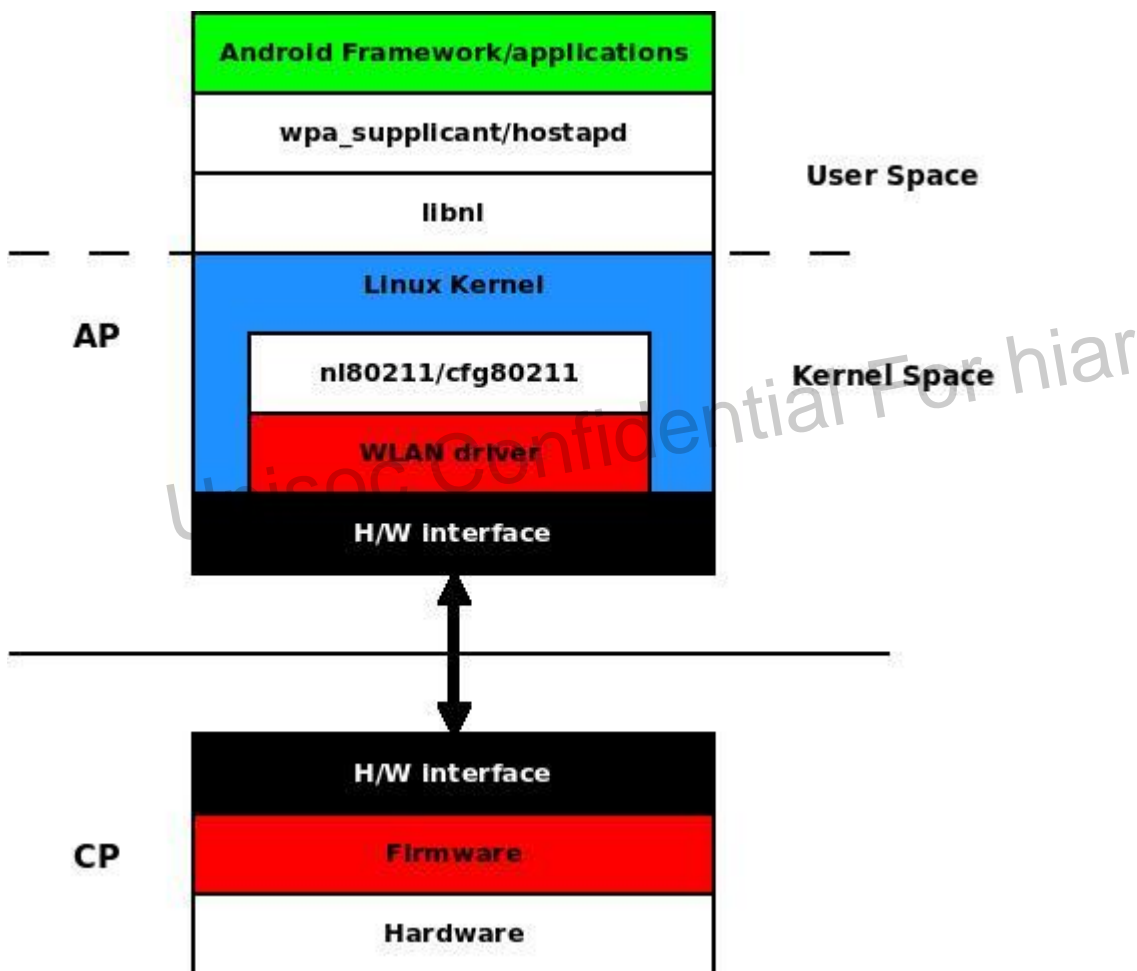 Android Framework/applications
wpa_supplicant/hostapd
User Space
libnl
Linux Kernel
AP
nl80211/cfg80211
Kernel Space
WLAN driver
Unisoc Confidential For hiar
H/W interface
H/W interface
CP
Firmware
Hardware